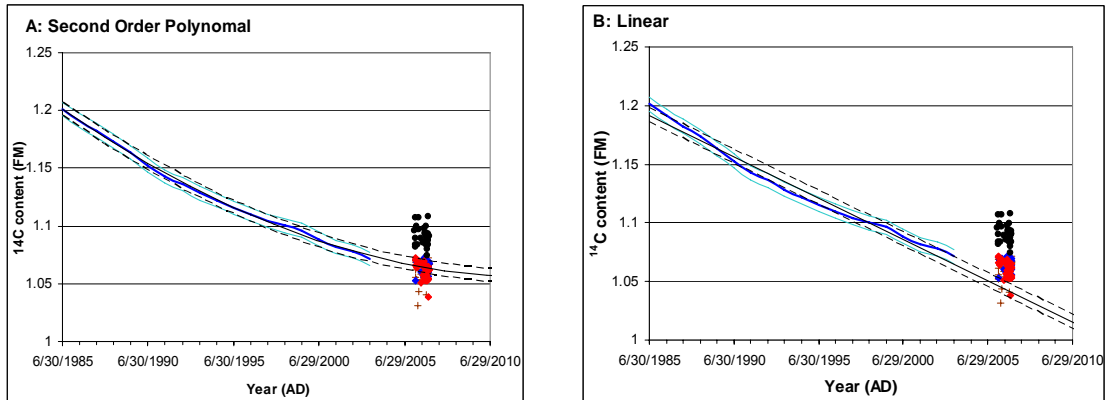 A: Second Order Polynomal
1.25
1.2
1.15
1.1
1.05
1
14C content (FM)
6/30/1985 6/30/1990 6/30/1995 6/29/2000 6/29/2005 6/29/2010
Year (AD)
B: Linear
1.25
1.2
1.15
1.1
1.05
1
¹⁴C content (FM)
6/30/1985 6/30/1990 6/30/1995 6/29/2000 6/29/2005 6/29/2010
Year (AD)